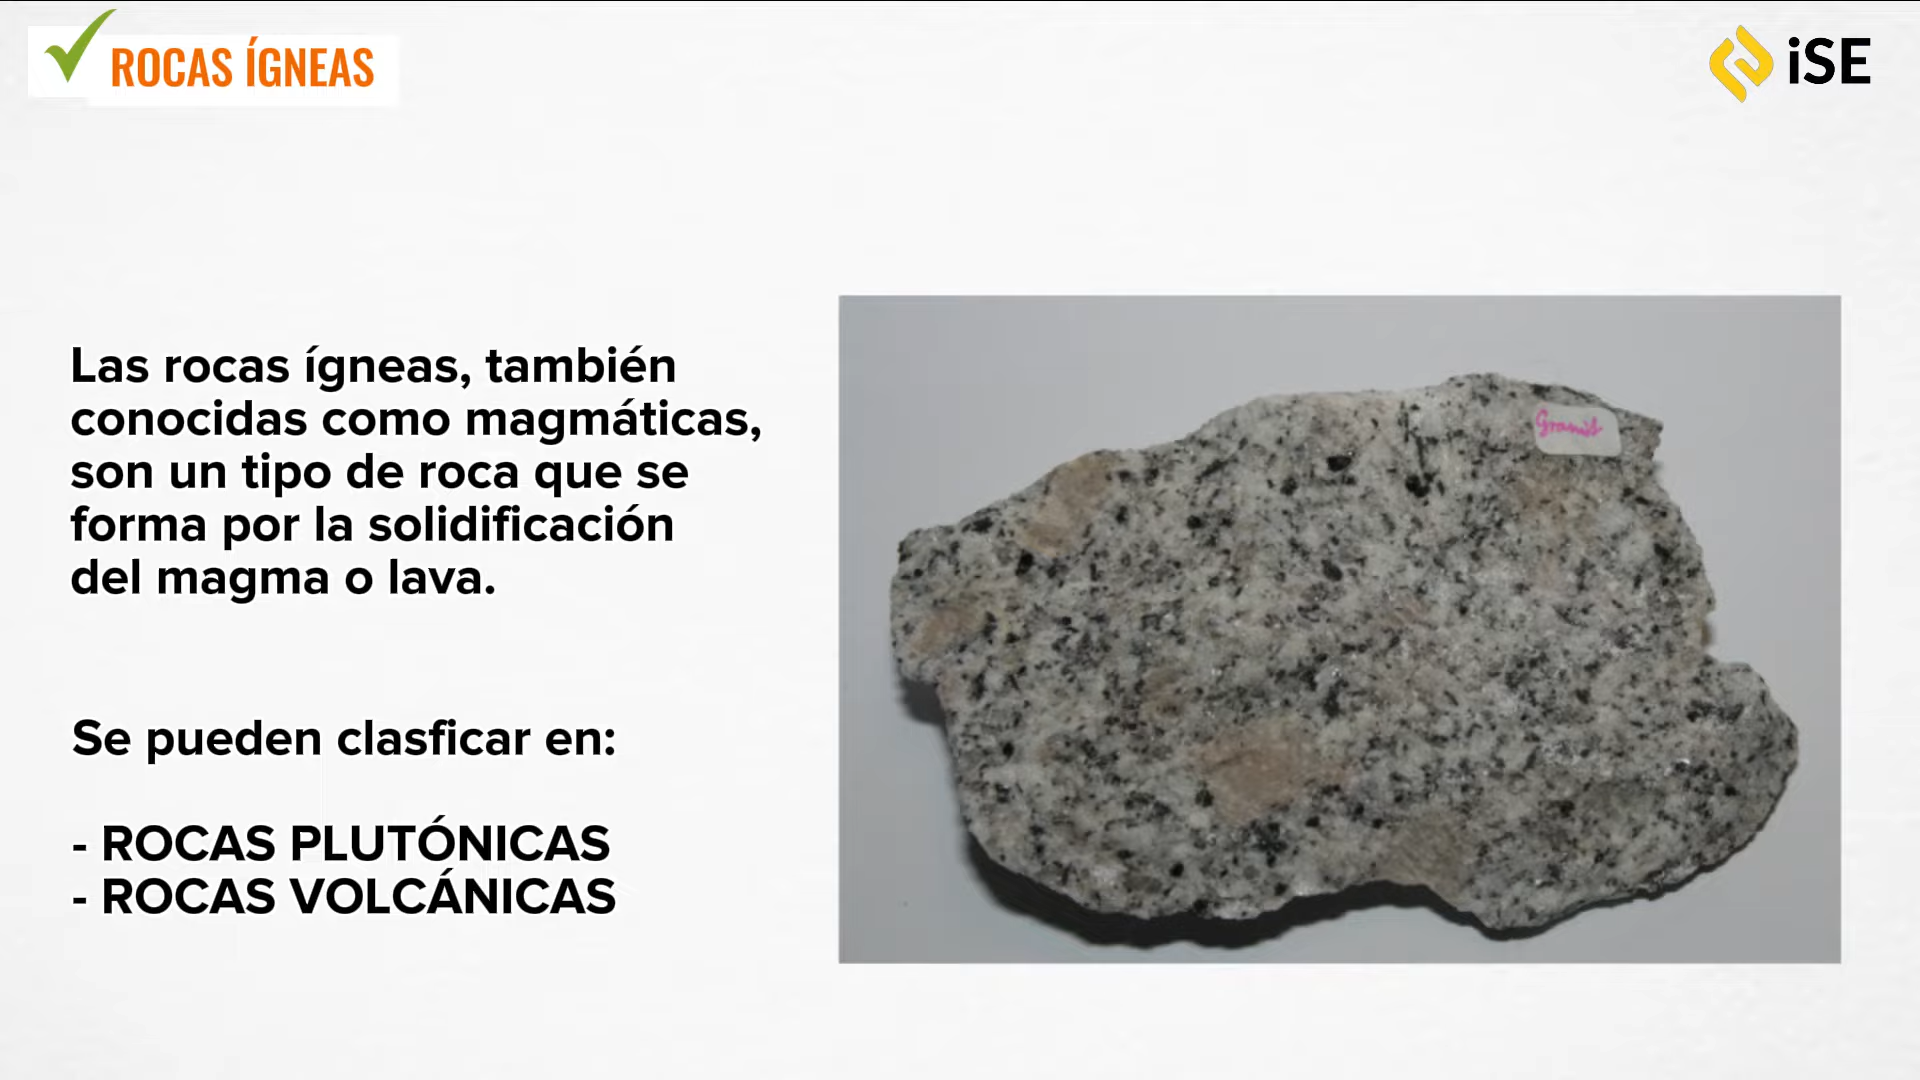 ROCAS ÍGNEAS
iSE
Las rocas ígneas, también
conocidas como magmáticas,
son un tipo de roca que se
forma por la solidificación
del magma o lava.
Granit
Se pueden clasficar en:
- ROCAS PLUTÓNICAS
- ROCAS VOLCÁNICAS